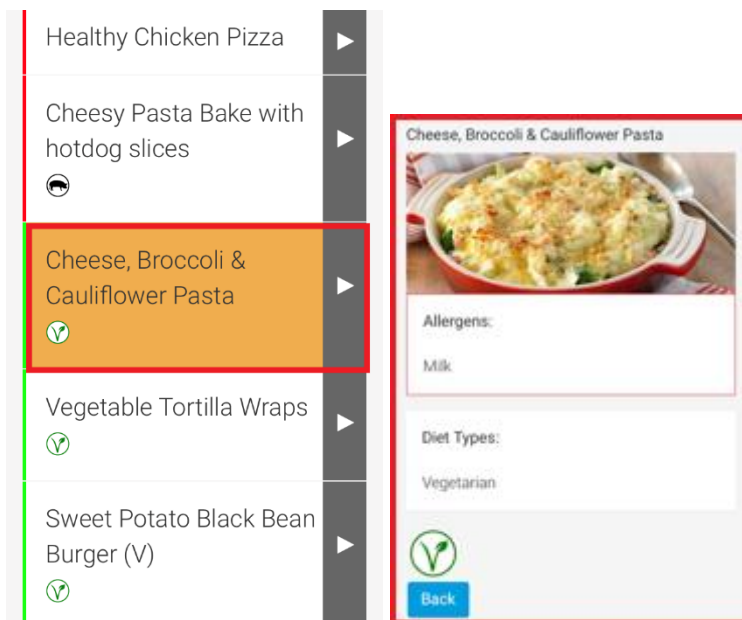 Healthy Chicken Pizza
Cheesy Pasta Bake with
hotdog slices
Cheese, Broccoli &
Cauliflower Pasta
Vegetable Tortilla Wraps
Sweet Potato Black Bean
Burger (V)
Cheese, Broccoli & Cauliflower Pasta
Allergens:
Milk
Diet Types:
Vegetarian
Back